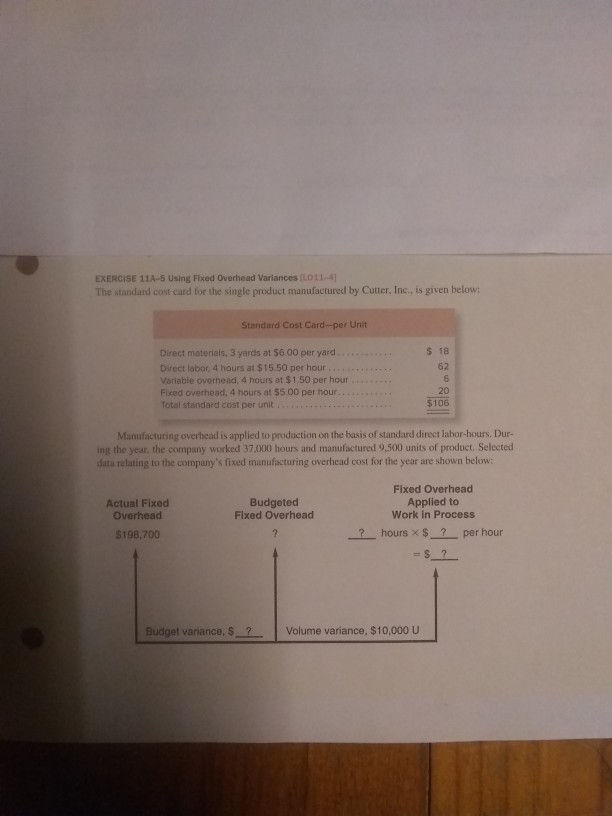 EXERCISE 11A–5 Using Fixed Overhead Variances [LO11–4]
The standard cost card for the single product manufactured by Cutter, Inc., is given below:
Standard Cost Card—per Unit
Direct materials, 3 yards at $6.00 per yard . . . . . . . . . . . . $ 18
Direct labor, 4 hours at $15.50 per hour . . . . . . . . . . . . . . 62
Variable overhead, 4 hours at $1.50 per hour . . . . . . . . . 6
Fixed overhead, 4 hours at $5.00 per hour. . . . . . . . . . . . 20
Total standard cost per unit . . . . . . . . . . . . . . . . . . . . . . . . $106
Manufacturing overhead is applied to production on the basis of standard direct labor-hours. Dur-
ing the year, the company worked 37,000 hours and manufactured 9,500 units of product. Selected
data relating to the company's fixed manufacturing overhead cost for the year are shown below:
Actual Fixed
Overhead
$198,700
Budgeted
Fixed Overhead
?
Fixed Overhead
Applied to
Work in Process
? hours × $ ? per hour
= $ ?
Budget variance, $ ?
Volume variance, $10,000 U